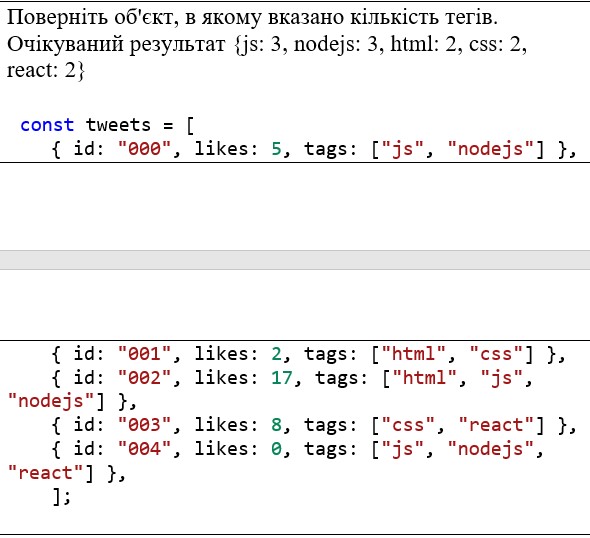 Поверніть об'єкт, в якому вказано кількість тегів.
Очікуваний результат {js: 3, nodejs: 3, html: 2, css: 2,
react: 2}
const tweets = [
{ id: "000", likes: 5, tags: ["js", "nodejs"] },
{ id: "001", likes: 2, tags: ["html", "css"] },
{ id: "002", likes: 17, tags: ["html", "js",
"nodejs"] },
{ id: "003", likes: 8, tags: ["css", "react"] },
{ id: "004", likes: 0, tags: ["js", "nodejs",
"react"] },
];